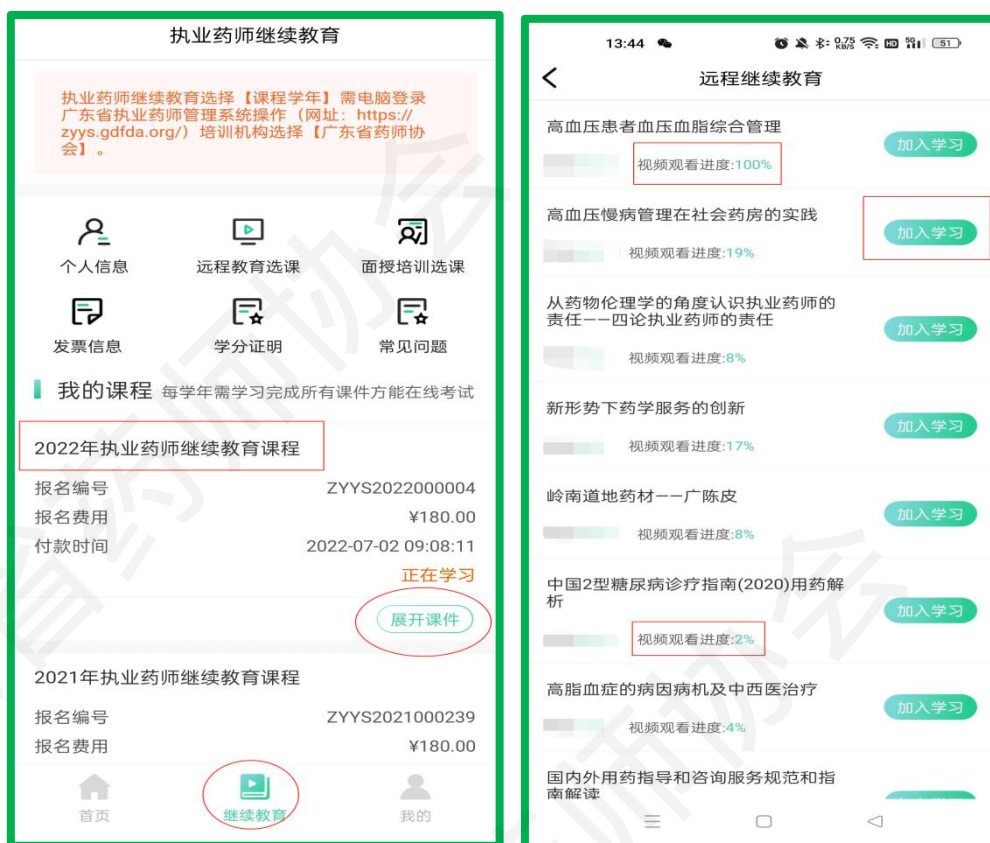 执业药师继续教育
执业药师继续教育选择【课程学年】需电脑登录
广东省执业药师管理系统操作（网址：https://
zyys.gdfda.org/）培训机构选择【广东省药师协
会】。
个人信息
远程教育选课
面授培训选课
发票信息
学分证明
常见问题
我的课程 每学年需学习完成所有课件方能在线考试
2022年执业药师继续教育课程
报名编号 ZYYS2022000004
报名费用 ¥180.00
付款时间 2022-07-02 09:08:11
正在学习
展开课件
2021年执业药师继续教育课程
报名编号 ZYYS2021000239
报名费用 ¥180.00
首页
继续教育
我的
13:44 0.75 KB/S HD 5G 51
远程继续教育
高血压患者血压血脂综合管理
视频观看进度:100%
加入学习
高血压慢病管理在社会药房的实践
视频观看进度:19%
加入学习
从药物伦理学的角度认识执业药师的
责任——四论执业药师的责任
视频观看进度:8%
加入学习
新形势下药学服务的创新
视频观看进度:17%
加入学习
岭南道地药材——广陈皮
视频观看进度:8%
加入学习
中国2型糖尿病诊疗指南(2020)用药解
析
视频观看进度:2%
加入学习
高脂血症的病因病机及中西医治疗
视频观看进度:4%
加入学习
国内外用药指导和咨询服务规范和指
南解读
省药师协会
药师协会